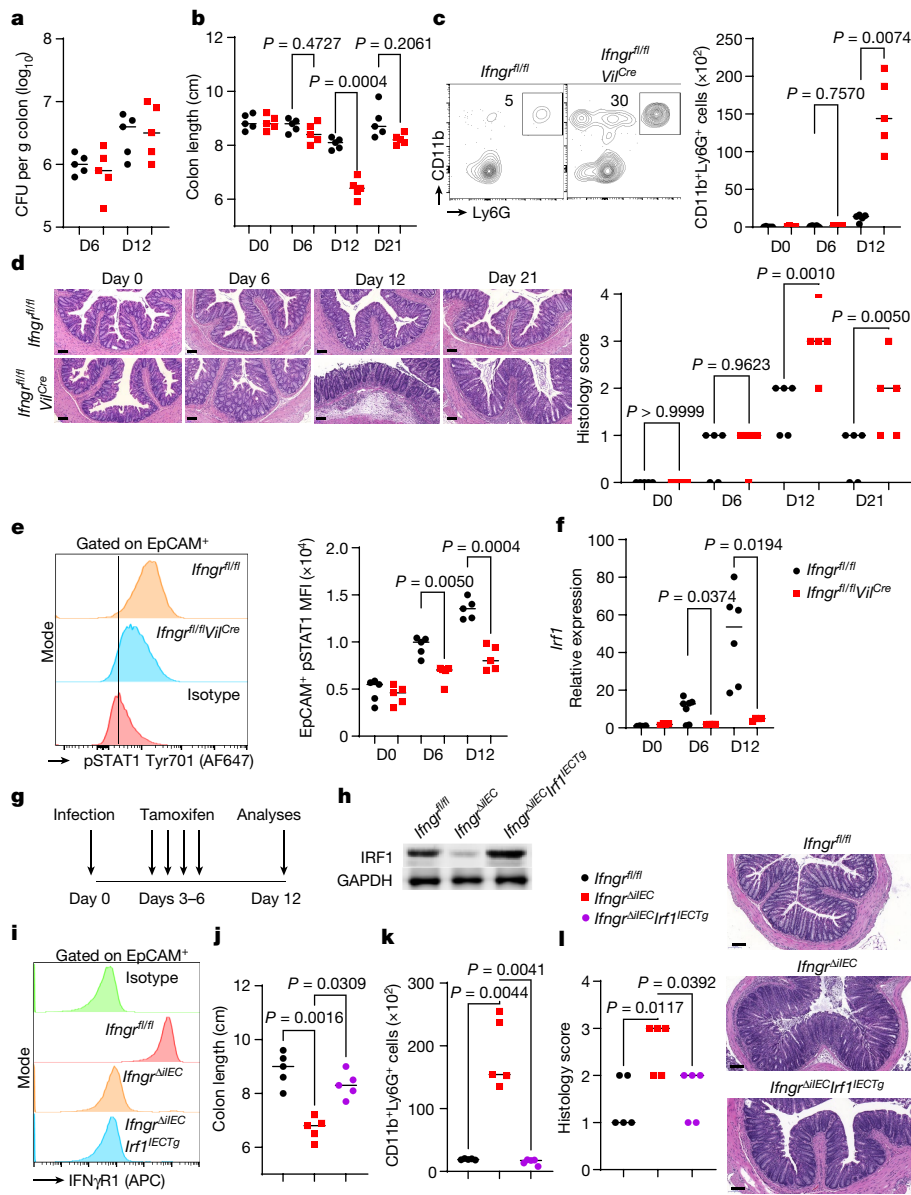 a
CFU per g colon (log10)
7
6
5
D6 D12
b
Colon length (cm)
12
10
8
6
P = 0.4727
P = 0.2061
P = 0.0004
D0 D6 D12 D21
c
Ifngrfl/fl
Ifngrfl/fl
VilCre
5
30
CD11b
Ly6G
CD11b+Ly6G+ cells (×102)
250
200
150
100
50
0
P = 0.0074
P = 0.7570
D0 D6 D12
d
Day 0 Day 6 Day 12 Day 21
Ifngrfl/fl
Ifngrfl/fl
VilCre
Histology score
4
3
2
1
0
P > 0.9999
P = 0.9623
P = 0.0010
P = 0.0050
D0 D6 D12 D21
e
Gated on EpCAM+
Ifngrfl/fl
Ifngrfl/flVilCre
Isotype
Mode
pSTAT1 Tyr701 (AF647)
EpCAM+ pSTAT1 MFI (×104)
2.0
1.5
1.0
0.5
0
P = 0.0004
P = 0.0050
D0 D6 D12
f
Irf1
Relative expression
100
80
60
40
20
0
P = 0.0194
P = 0.0374
D0 D6 D12
Ifngrfl/fl
Ifngrfl/flVilCre
g
Infection Tamoxifen Analyses
Day 0 Days 3–6 Day 12
h
Ifngrfl/fl
IfngrΔiIEC
IfngrΔiIECIrf1IECTg
IRF1
GAPDH
Ifngrfl/fl
IfngrΔiIEC
IfngrΔiIECIrf1IECTg
i
Gated on EpCAM+
Isotype
Ifngrfl/fl
IfngrΔiIEC
IfngrΔiIEC
Irf1IECTg
Mode
IFNγR1 (APC)
j
Colon length (cm)
12
10
8
6
P = 0.0309
P = 0.0016
k
CD11b+Ly6G+ cells (×102)
300
200
100
0
P = 0.0041
P = 0.0044
l
Histology score
4
3
2
1
0
P = 0.0392
P = 0.0117
Ifngrfl/fl
IfngrΔiIEC
IfngrΔiIECIrf1IECTg